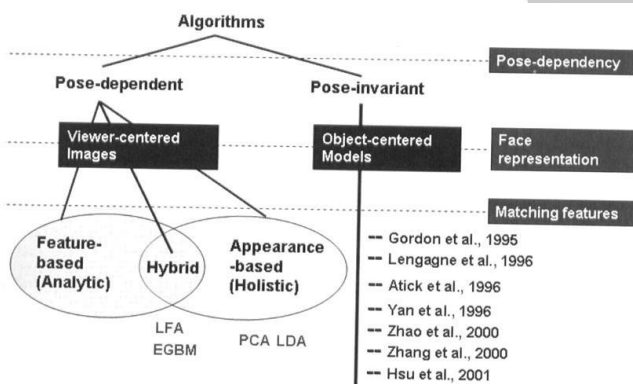 Algorithms
Pose-dependency
Pose-dependent
Pose-invariant
Viewer-centered
Images
Object-centered
Models
Face
representation
Matching features
Feature-
based
(Analytic)
Hybrid
Appearance
-based
(Holistic)
LFA
EGBM
PCA LDA
-- Gordon et al., 1995
-- Lengagne et al., 1996
-- Atick et al., 1996
-- Yan et al., 1996
-- Zhao et al., 2000
-- Zhang et al., 2000
-- Hsu et al., 2001